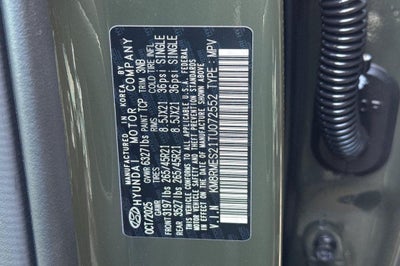 MANUFACTURED IN KOREA BY
HYUNDAI MOTOR COMPANY
OCT/2025 GVWR 6327lbs PAINT TCP TRIM 3NB
GAWR TIRES RIMS COLD TIRE INFL.
FRONT 3197lbs 265/45R21 8.5JX21 36psi SINGLE
REAR 3527lbs 265/45R21 8.5JX21 36psi SINGLE
THIS VEHICLE CONFORMS TO ALL APPLICABLE U.S.A. FEDERAL
MOTOR VEHICLE SAFETY AND THEFT PREVENTION STANDARDS
IN EFFECT ON THE DATE OF MANUFACTURE SHOWN ABOVE.
V.I.N : TYPE : MPV